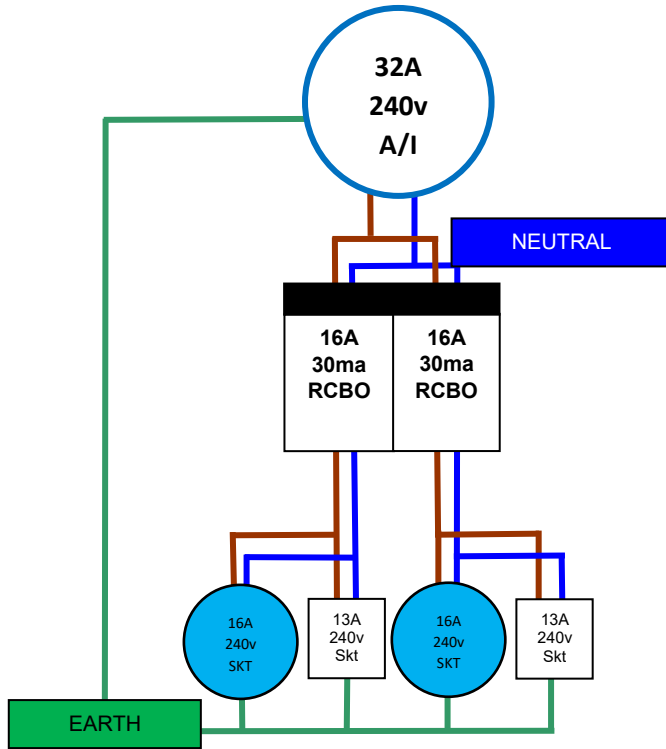 32A
240v
A/I
NEUTRAL
16A
30ma
RCBO
16A
30ma
RCBO
16A
240v
SKT
13A
240v
Skt
16A
240v
SKT
13A
240v
Skt
EARTH